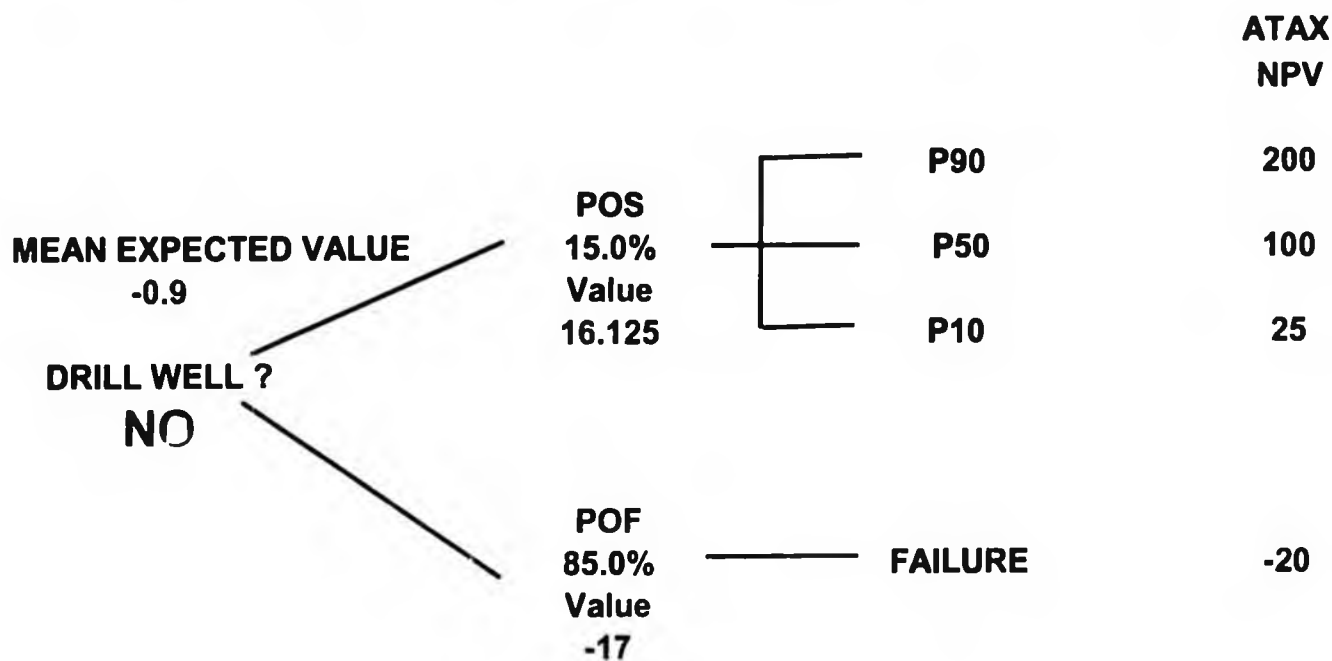 ATAX
NPV
P90 200
POS
MEAN EXPECTED VALUE 15.0% P50 100
-0.9 Value
16.125 P10 25
DRILL WELL ?
NO
POF
85.0% FAILURE -20
Value
-17